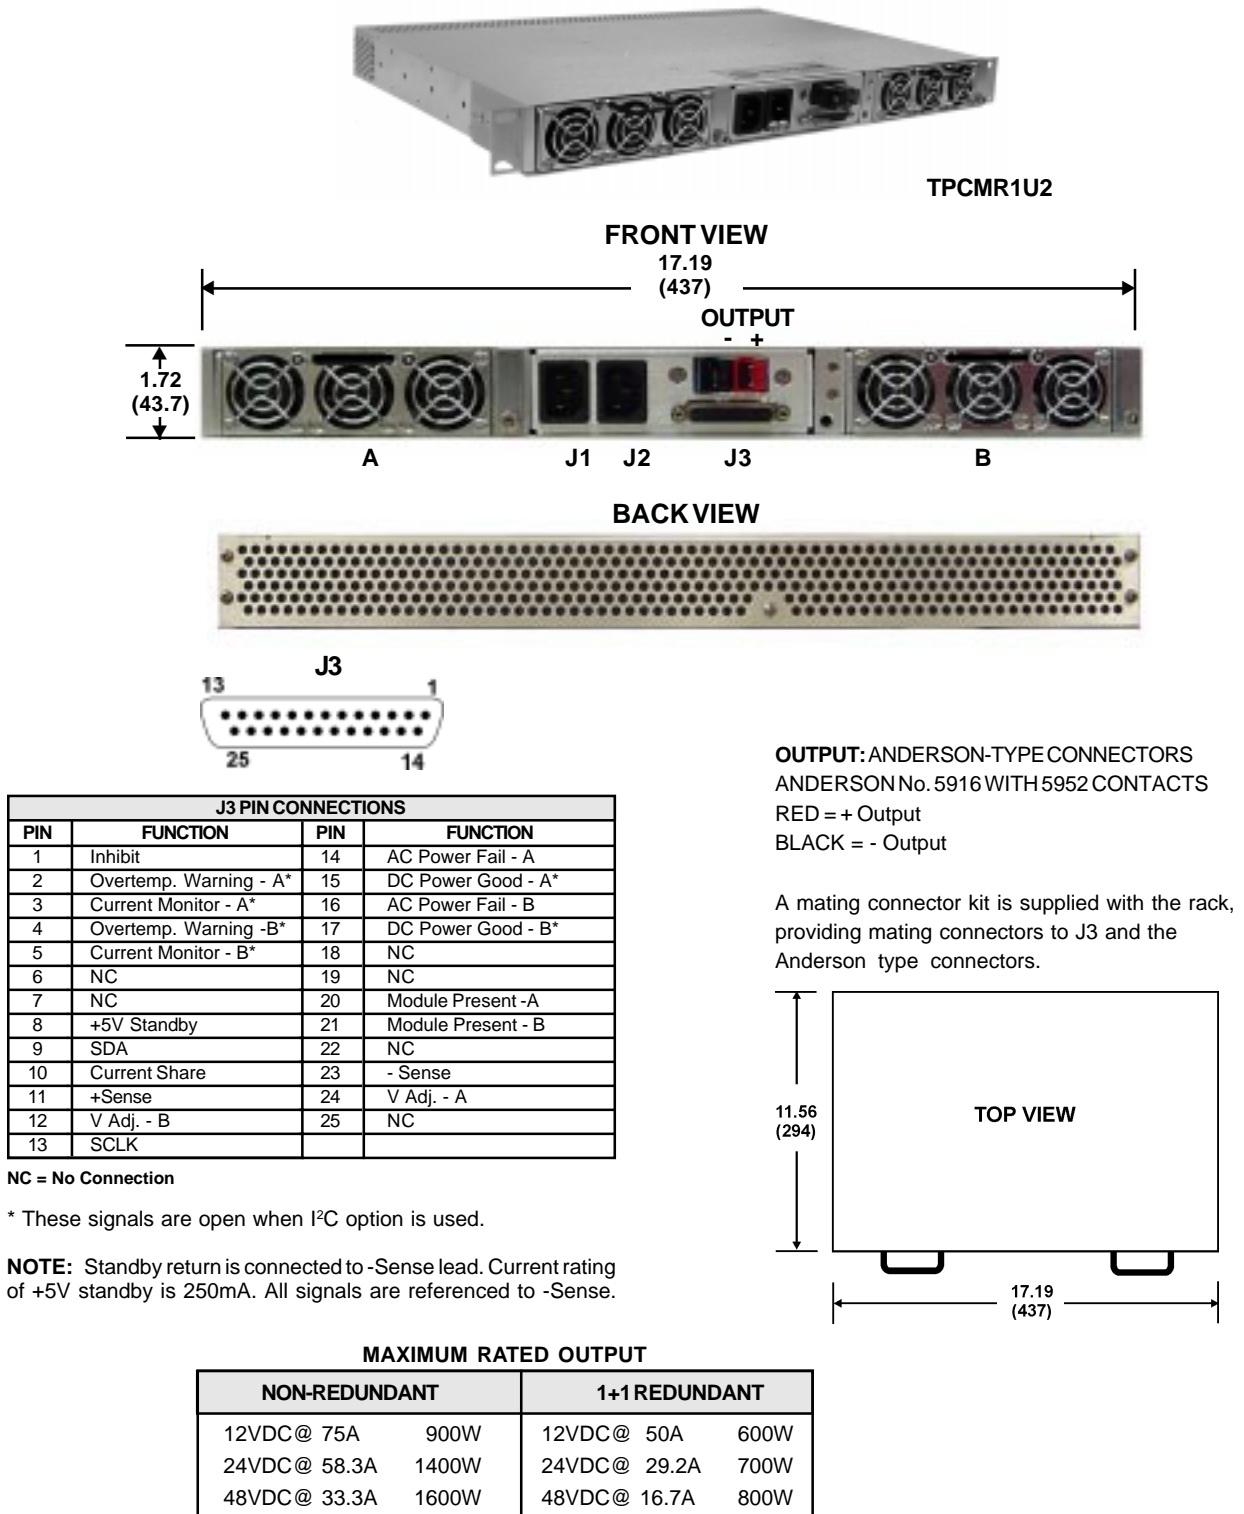 TPCMR1U2
FRONT VIEW
17.19
(437)
OUTPUT
- +
1.72
(43.7)
A J1 J2 J3 B
BACK VIEW
J3
13 1
25 14
J3 PIN CONNECTIONS
PIN FUNCTION PIN FUNCTION
1 Inhibit 14 AC Power Fail - A
2 Overtemp. Warning - A* 15 DC Power Good - A*
3 Current Monitor - A* 16 AC Power Fail - B
4 Overtemp. Warning -B* 17 DC Power Good - B*
5 Current Monitor - B* 18 NC
6 NC 19 NC
7 NC 20 Module Present -A
8 +5V Standby 21 Module Present - B
9 SDA 22 NC
10 Current Share 23 - Sense
11 +Sense 24 V Adj. - A
12 V Adj. - B 25 NC
13 SCLK
NC = No Connection
* These signals are open when I²C option is used.
NOTE: Standby return is connected to -Sense lead. Current rating
of +5V standby is 250mA. All signals are referenced to -Sense.
OUTPUT: ANDERSON-TYPE CONNECTORS
ANDERSON No. 5916 WITH 5952 CONTACTS
RED = + Output
BLACK = - Output
A mating connector kit is supplied with the rack,
providing mating connectors to J3 and the
Anderson type connectors.
11.56
(294)
TOP VIEW
17.19
(437)
MAXIMUM RATED OUTPUT
NON-REDUNDANT 1+1 REDUNDANT
12VDC@ 75A 900W 12VDC@ 50A 600W
24VDC@ 58.3A 1400W 24VDC@ 29.2A 700W
48VDC@ 33.3A 1600W 48VDC@ 16.7A 800W